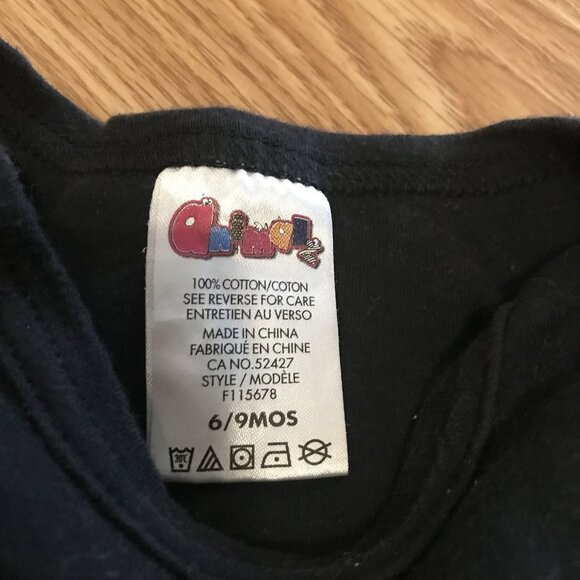 Animalz
100% COTTON/COTON
SEE REVERSE FOR CARE
ENTRETIEN AU VERSO
MADE IN CHINA
FABRIQUÉ EN CHINE
CA NO.52427
STYLE / MODÈLE
F115678
6/9MOS
30°C